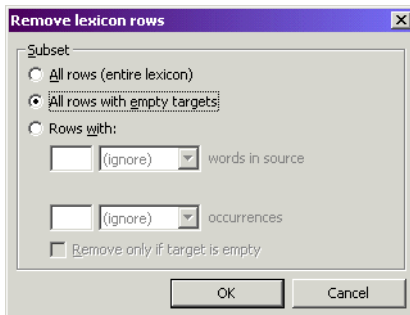 Remove lexicon rows
Subset
All rows (entire lexicon)
All rows with empty targets
Rows with:
(ignore) words in source
(ignore) occurrences
Remove only if target is empty
OK Cancel